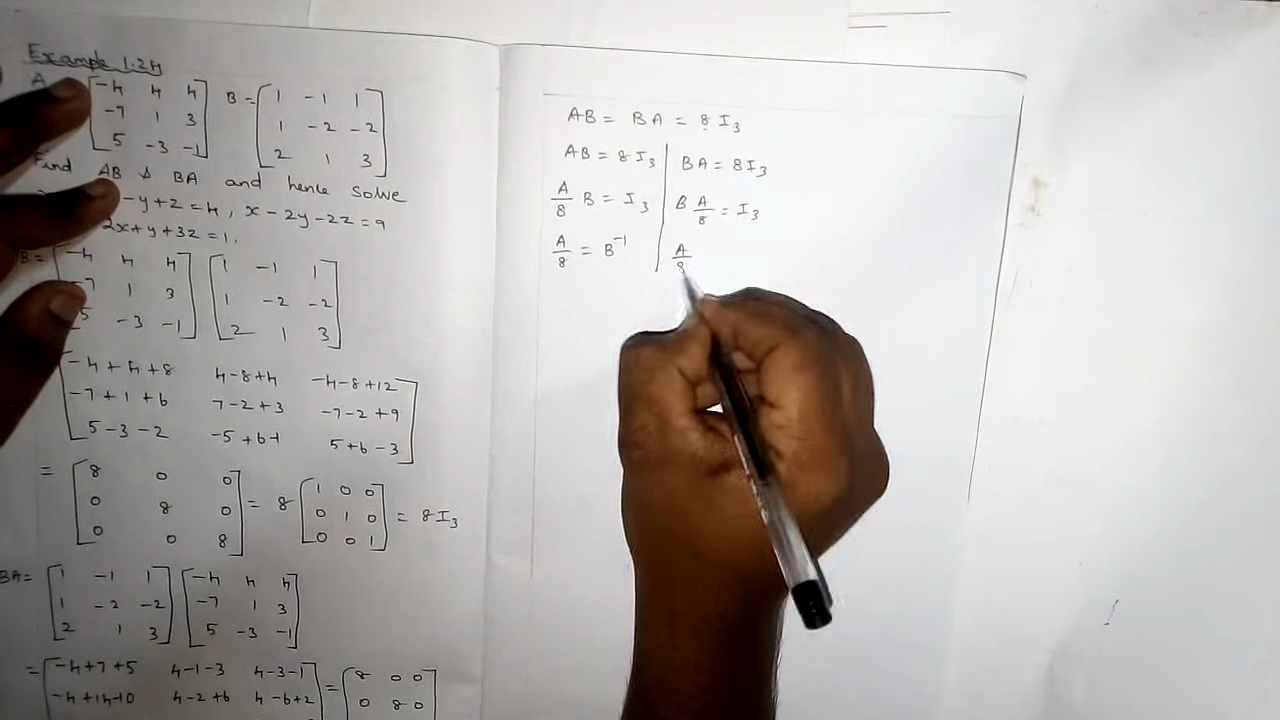 Example 1.24
A [-4 4 4] B = [1 -1 1]
[-7 1 3] [1 -2 -2]
[5 -3 -1] [2 1 3]
Find AB & BA and hence solve
-y+z=4, x-2y-2z=9
2x+y+3z=1.
B= [-4 4 4] [1 -1 1]
[-7 1 3] [1 -2 -2]
5 -3 -1] [2 1 3]
[-4+4+8 4-8+4 -4-8+12]
[-7+1+6 7-2+3 -7-2+9]
[5-3-2 -5+6-1 5+6-3]
= [8 0 0] = 8 [1 0 0] = 8I₃
[0 8 0] [0 1 0]
[0 0 8] [0 0 1]
BA= [1 -1 1] [-4 4 4]
[1 -2 -2] [-7 1 3]
[2 1 3] [5 -3 -1]
= [-4+7+5 4-1-3 4-3-1] = [8 0 0]
[-4+14-10 4-2+6 4-6+2] [0 8 0]
AB = BA = 8 I₃
AB = 8 I₃ | BA = 8I₃
A/8 B = I₃ | B A/8 = I₃
A/8 = B⁻¹ | A/8